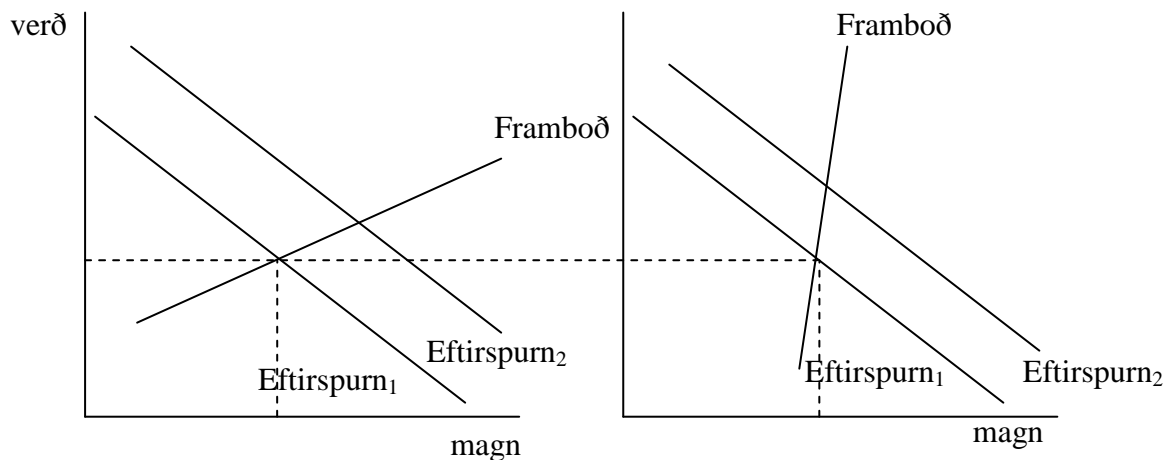 verð
Framboð
Eftirspurn₂
Eftirspurn₁
magn
Framboð
Eftirspurn₁
Eftirspurn₂
magn